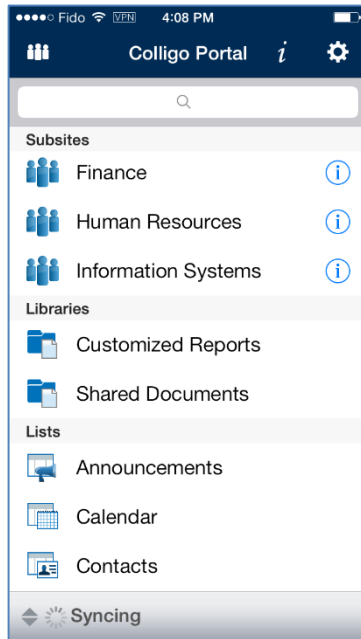 Fido VPN 4:08 PM
Colligo Portal i
Subsites
Finance i
Human Resources i
Information Systems i
Libraries
Customized Reports
Shared Documents
Lists
Announcements
Calendar
Contacts
Syncing